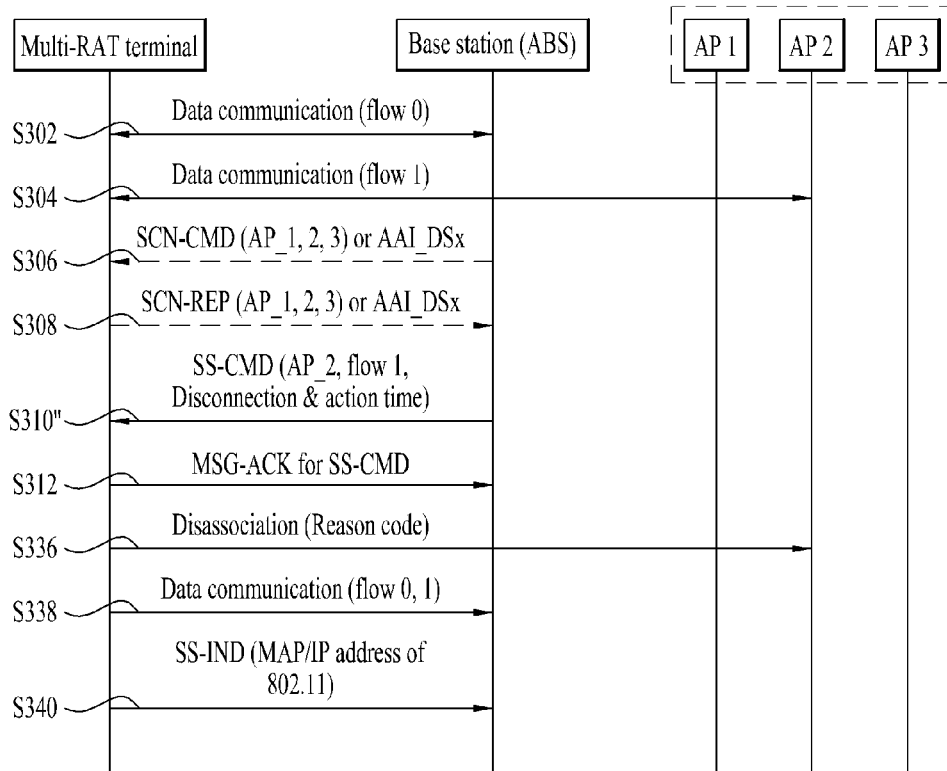 Multi-RAT terminal
Base station (ABS)
AP 1
AP 2
AP 3
Data communication (flow 0)
S302
Data communication (flow 1)
S304
SCN-CMD (AP_1, 2, 3) or AAI_DSx
S306
SCN-REP (AP_1, 2, 3) or AAI_DSx
S308
SS-CMD (AP_2, flow 1,
Disconnection & action time)
S310"
MSG-ACK for SS-CMD
S312
Disassociation (Reason code)
S336
Data communication (flow 0, 1)
S338
SS-IND (MAP/IP address of
802.11)
S340